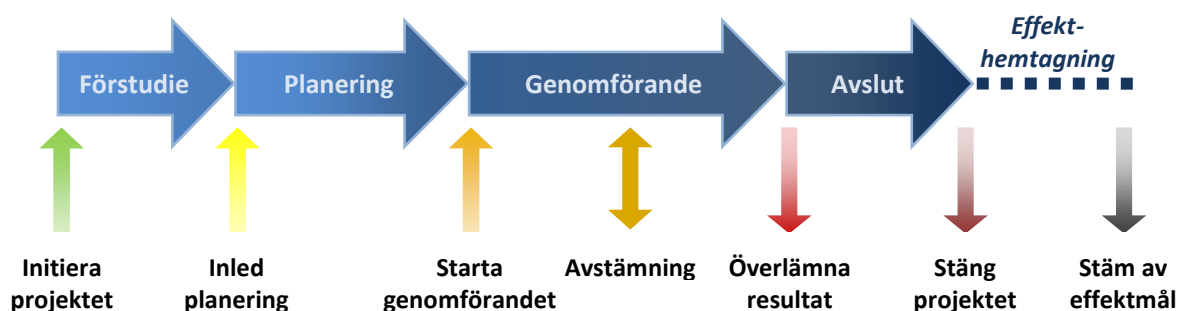 Effekt-
hemtagning
Förstudie
Planering
Genomförande
Avslut
Initiera
projektet
Inled
planering
Starta
genomförandet
Avstämning
Överlämna
resultat
Stäng
projektet
Stäm av
effektmål